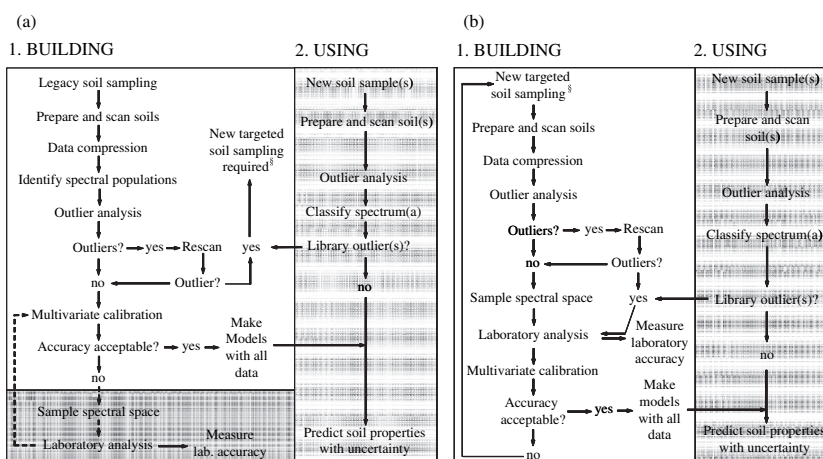 (a)
1. BUILDING
2. USING
Legacy soil sampling
Prepare and scan soils
Data compression
Identify spectral populations
Outlier analysis
Outliers? yes Rescan
no Outlier?
Multivariate calibration
Accuracy acceptable? yes
Make
Models
with all
data
no
Sample spectral space
Laboratory analysis
Measure
lab. accuracy
New targeted
soil sampling
required§
yes
New soil sample(s)
Prepare and scan soil(s)
Outlier analysis
Classify spectrum(a)
Library outlier(s)?
no
Predict soil properties
with uncertainty
(b)
1. BUILDING
2. USING
New targeted
soil sampling§
Prepare and scan soils
Data compression
Outlier analysis
Outliers? yes Rescan
no Outliers?
Sample spectral space
yes
Laboratory analysis
Measure
laboratory
accuracy
Multivariate calibration
Accuracy
acceptable?
yes
Make
models
with all
data
no
New soil sample(s)
Prepare and scan
soil(s)
Outlier analysis
Classify spectrum(a)
Library outlier(s)?
no
Predict soil properties
with uncertainty